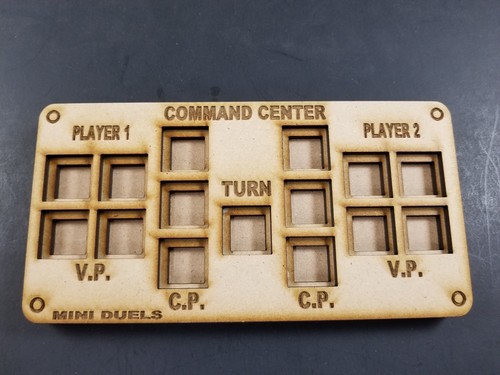 COMMAND CENTER
PLAYER 1
PLAYER 2
TURN
V.P.
V.P.
C.P.
C.P.
MINI DUELS